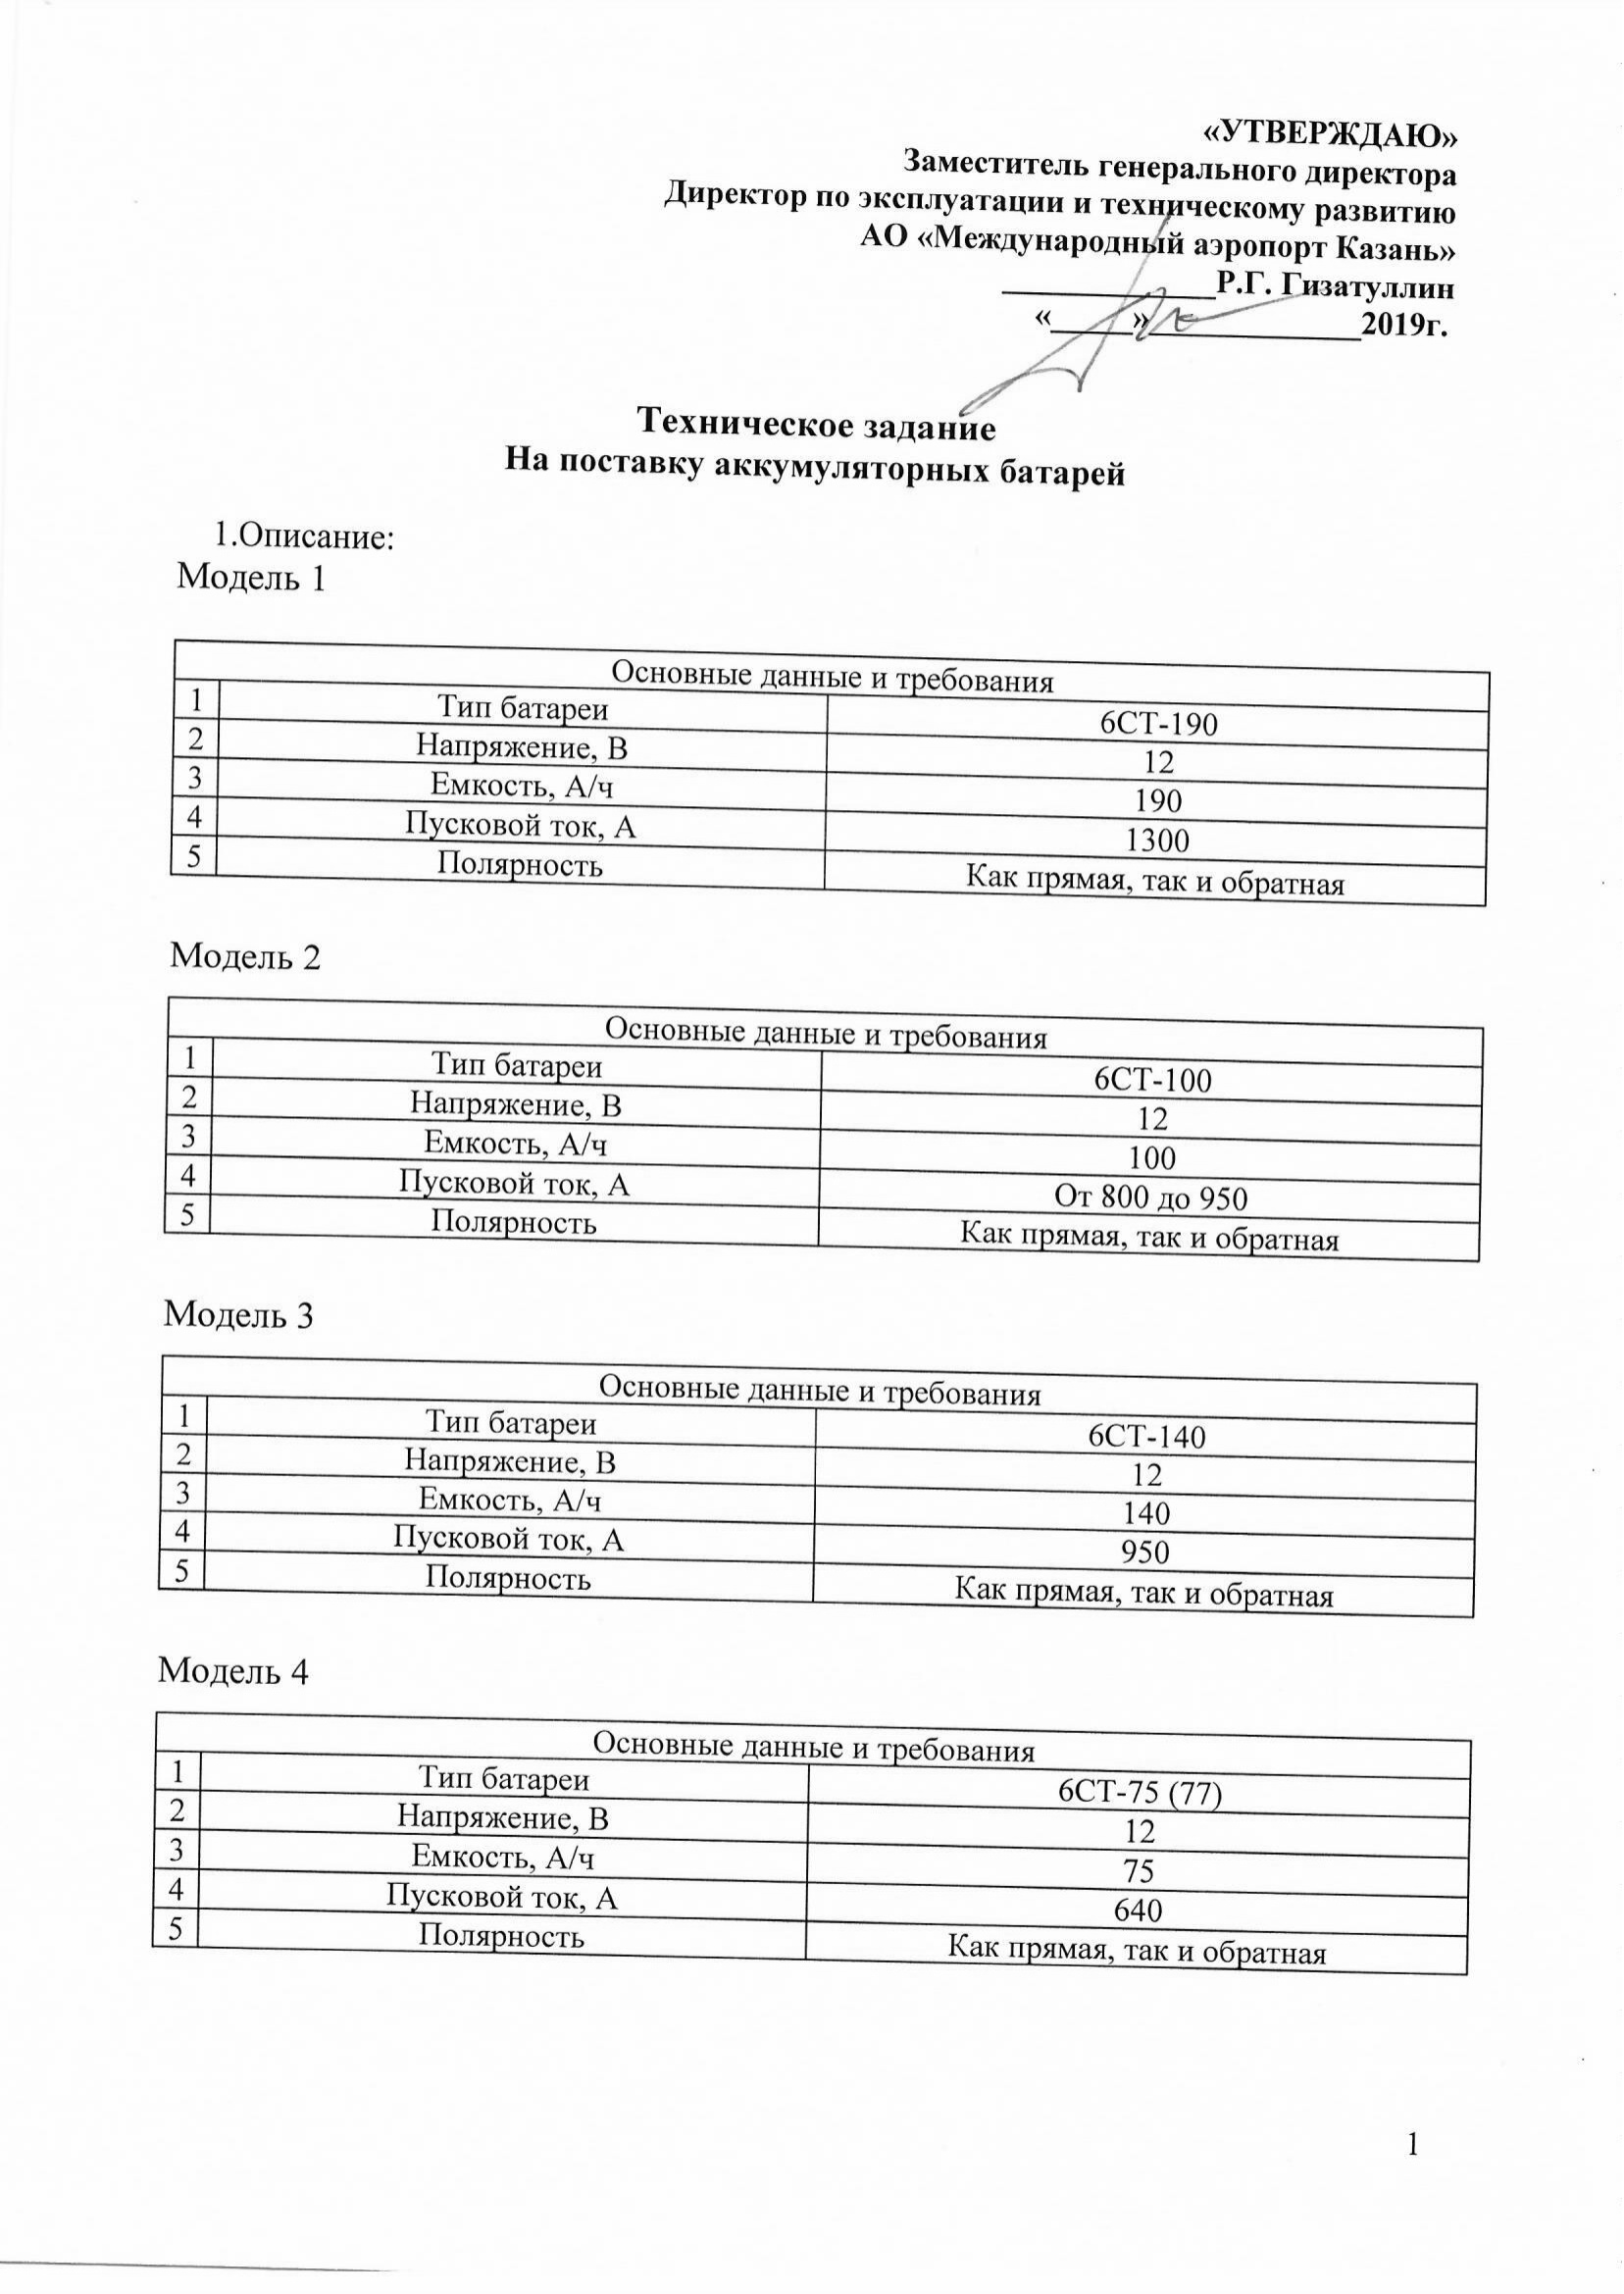 «УТВЕРЖДАЮ»
Заместитель генерального директора
Директор по эксплуатации и техническому развитию
АО «Международный аэропорт Казань»
_____________Р.Г. Гизатуллин
«_____»_____________2019г.
Техническое задание
На поставку аккумуляторных батарей
1.Описание:
Модель 1
Основные данные и требования
1 Тип батареи 6СТ-190
2 Напряжение, В 12
3 Емкость, А/ч 190
4 Пусковой ток, А 1300
5 Полярность Как прямая, так и обратная
Модель 2
Основные данные и требования
1 Тип батареи 6СТ-100
2 Напряжение, В 12
3 Емкость, А/ч 100
4 Пусковой ток, А От 800 до 950
5 Полярность Как прямая, так и обратная
Модель 3
Основные данные и требования
1 Тип батареи 6СТ-140
2 Напряжение, В 12
3 Емкость, А/ч 140
4 Пусковой ток, А 950
5 Полярность Как прямая, так и обратная
Модель 4
Основные данные и требования
1 Тип батареи 6СТ-75 (77)
2 Напряжение, В 12
3 Емкость, А/ч 75
4 Пусковой ток, А 640
5 Полярность Как прямая, так и обратная
1